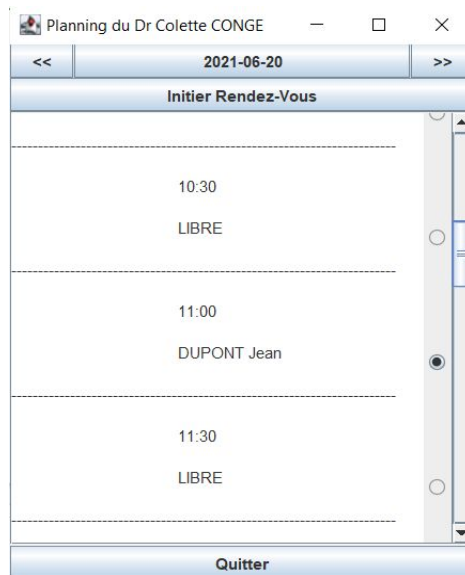 Planning du Dr Colette CONGE
<< 2021-06-20 >>
Initier Rendez-Vous
10:30
LIBRE
11:00
DUPONT Jean
11:30
LIBRE
Quitter